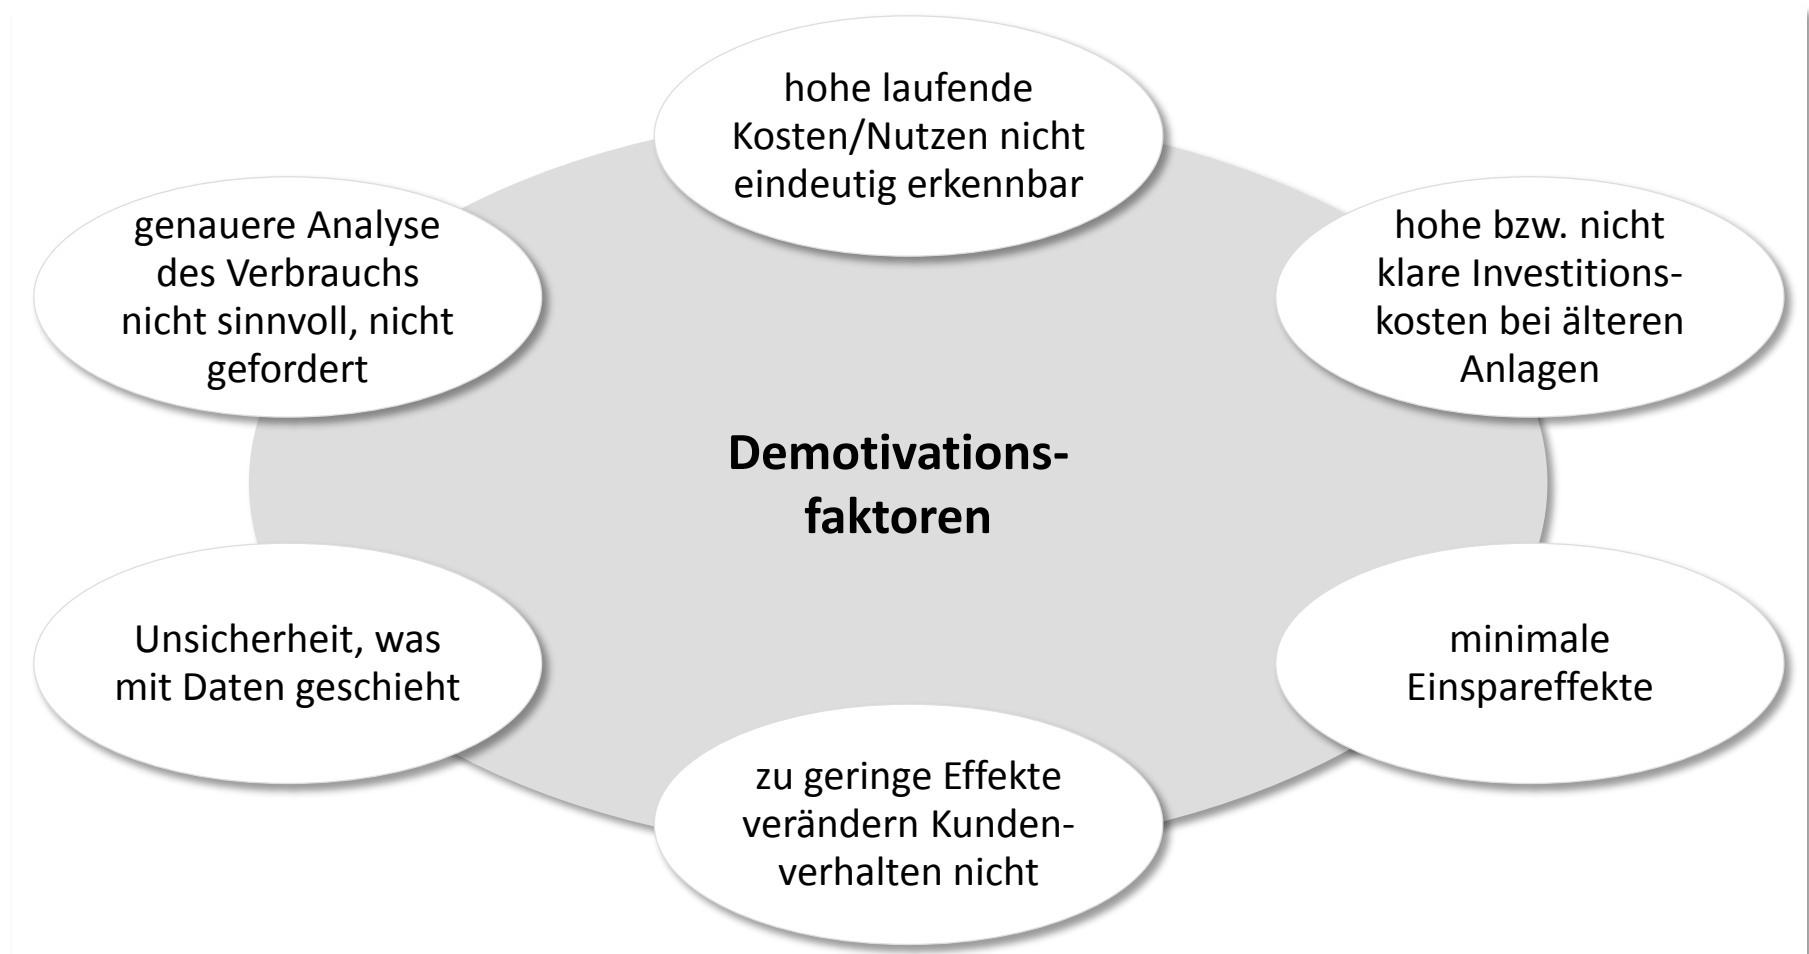 hohe laufende
Kosten/Nutzen nicht
eindeutig erkennbar
genauere Analyse
des Verbrauchs
nicht sinnvoll, nicht
gefordert
hohe bzw. nicht
klare Investitions-
kosten bei älteren
Anlagen
Demotivations-
faktoren
Unsicherheit, was
mit Daten geschieht
minimale
Einspareffekte
zu geringe Effekte
verändern Kunden-
verhalten nicht